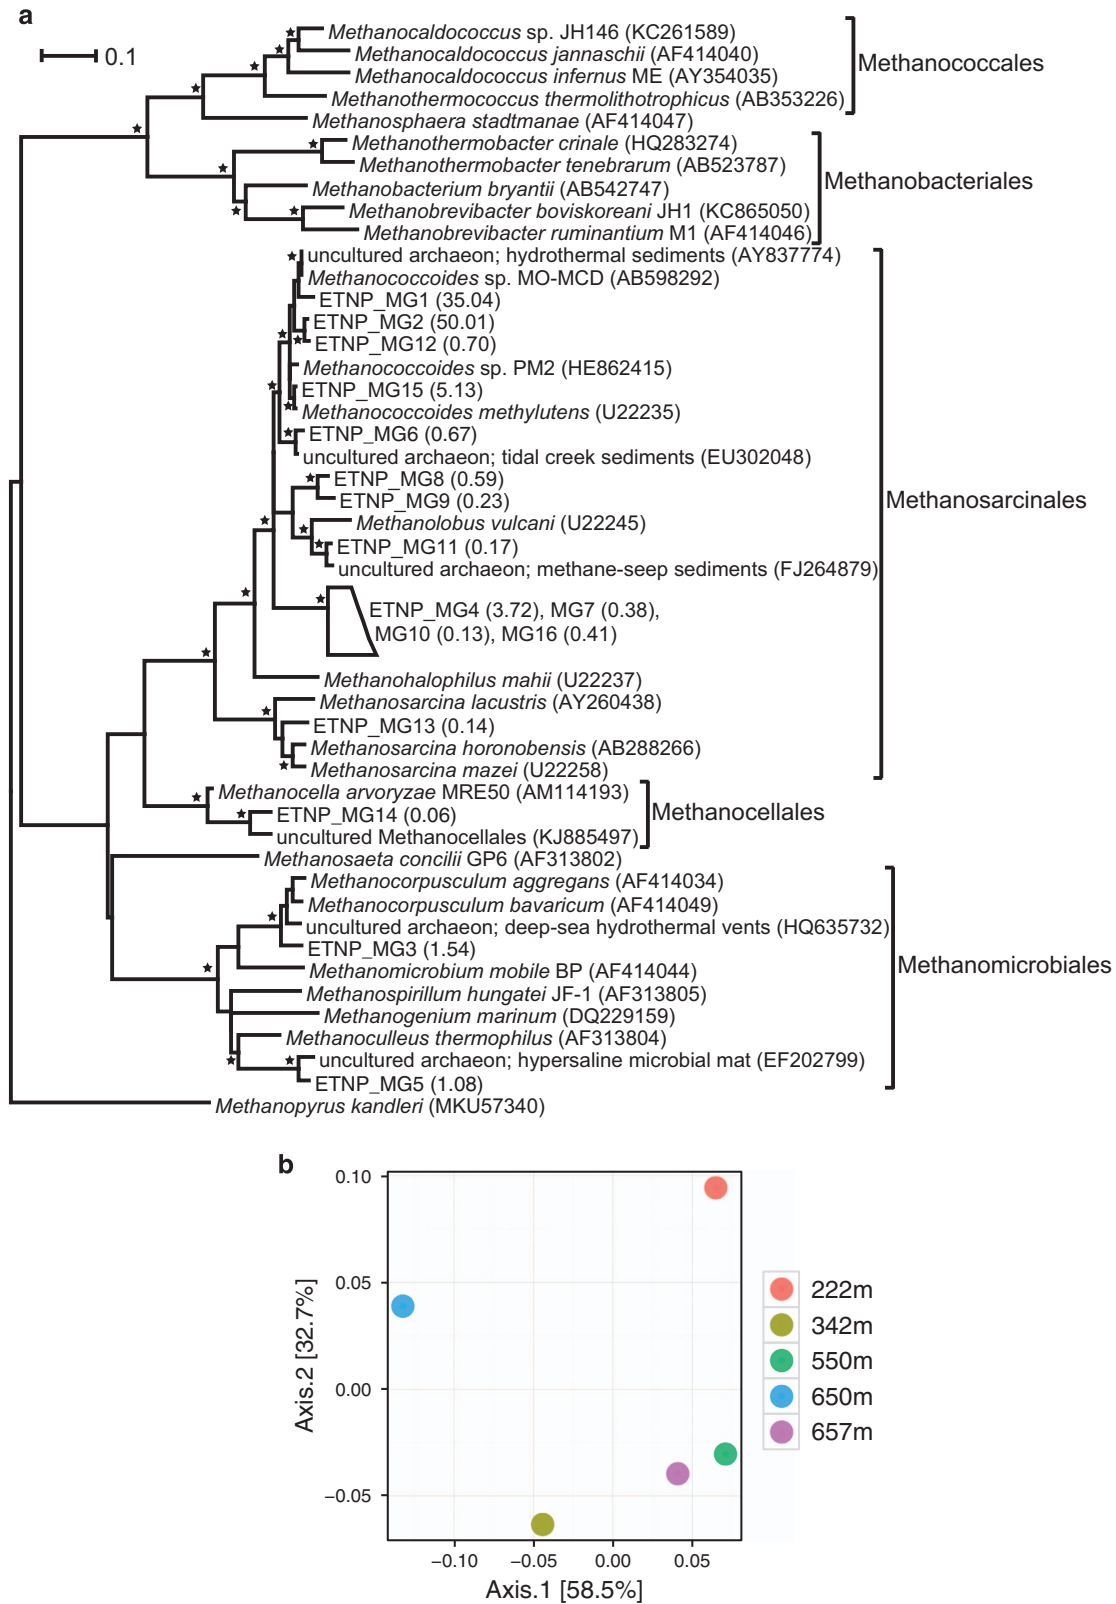 a
0.1
Methanocaldococcus sp. JH146 (KC261589)
Methanocaldococcus jannaschii (AF414040)
Methanocaldococcus infernus ME (AY354035)
Methanothermococcus thermolithotrophicus (AB353226)
Methanococcales
Methanosphaera stadtmanae (AF414047)
Methanothermobacter crinale (HQ283274)
Methanothermobacter tenebrarum (AB523787)
Methanobacterium bryantii (AB542747)
Methanobrevibacter boviskoreani JH1 (KC865050)
Methanobrevibacter ruminantium M1 (AF414046)
Methanobacteriales
uncultured archaeon; hydrothermal sediments (AY837774)
Methanococcoides sp. MO-MCD (AB598292)
ETNP_MG1 (35.04)
ETNP_MG2 (50.01)
ETNP_MG12 (0.70)
Methanococcoides sp. PM2 (HE862415)
ETNP_MG15 (5.13)
Methanococcoides methylutens (U22235)
ETNP_MG6 (0.67)
uncultured archaeon; tidal creek sediments (EU302048)
ETNP_MG8 (0.59)
ETNP_MG9 (0.23)
Methanolobus vulcani (U22245)
ETNP_MG11 (0.17)
uncultured archaeon; methane-seep sediments (FJ264879)
ETNP_MG4 (3.72), MG7 (0.38),
MG10 (0.13), MG16 (0.41)
Methanohalophilus mahii (U22237)
Methanosarcina lacustris (AY260438)
ETNP_MG13 (0.14)
Methanosarcina horonobensis (AB288266)
Methanosarcina mazei (U22258)
Methanosarcinales
Methanocella arvoryzae MRE50 (AM114193)
ETNP_MG14 (0.06)
uncultured Methanocellales (KJ885497)
Methanocellales
Methanosaeta concilii GP6 (AF313802)
Methanocorpusculum aggregans (AF414034)
Methanocorpusculum bavaricum (AF414049)
uncultured archaeon; deep-sea hydrothermal vents (HQ635732)
ETNP_MG3 (1.54)
Methanomicrobium mobile BP (AF414044)
Methanospirillum hungatei JF-1 (AF313805)
Methanogenium marinum (DQ229159)
Methanoculleus thermophilus (AF313804)
uncultured archaeon; hypersaline microbial mat (EF202799)
ETNP_MG5 (1.08)
Methanomicrobiales
Methanopyrus kandleri (MKU57340)
b
0.10
0.05
0.00
−0.05
Axis.2 [32.7%]
−0.10
−0.05
0.00
0.05
Axis.1 [58.5%]
222m
342m
550m
650m
657m